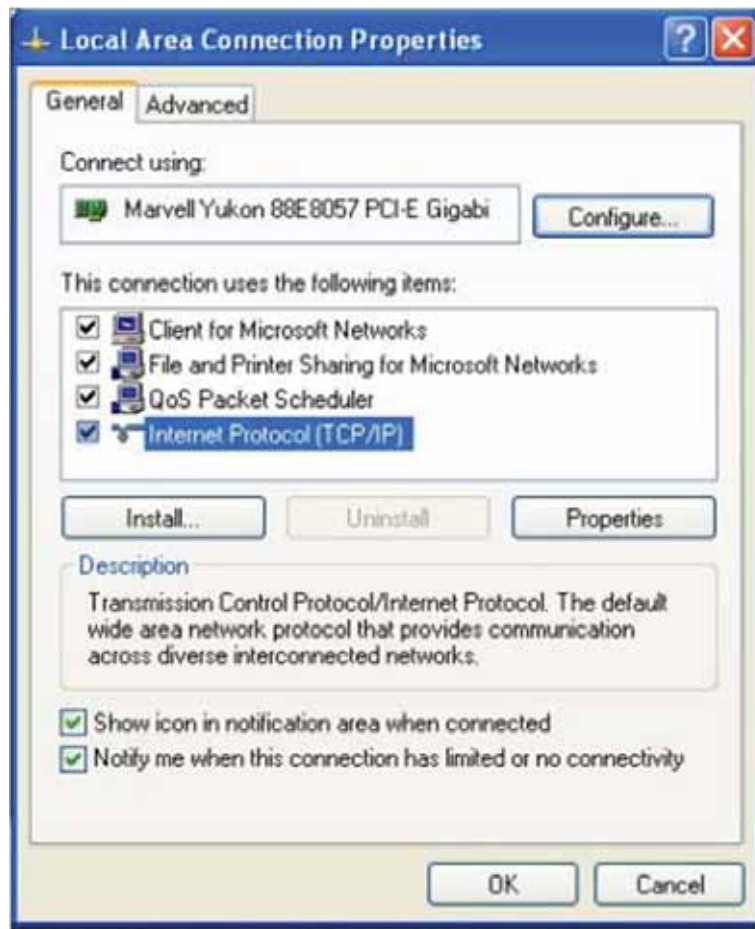 Local Area Connection Properties
General Advanced
Connect using:
Marvell Yukon 88E8057 PCI-E Gigabi Configure...
This connection uses the following items:
Client for Microsoft Networks
File and Printer Sharing for Microsoft Networks
QoS Packet Scheduler
Internet Protocol (TCP/IP)
Install... Uninstall Properties
Description
Transmission Control Protocol/Internet Protocol. The default
wide area network protocol that provides communication
across diverse interconnected networks.
Show icon in notification area when connected
Notify me when this connection has limited or no connectivity
OK Cancel